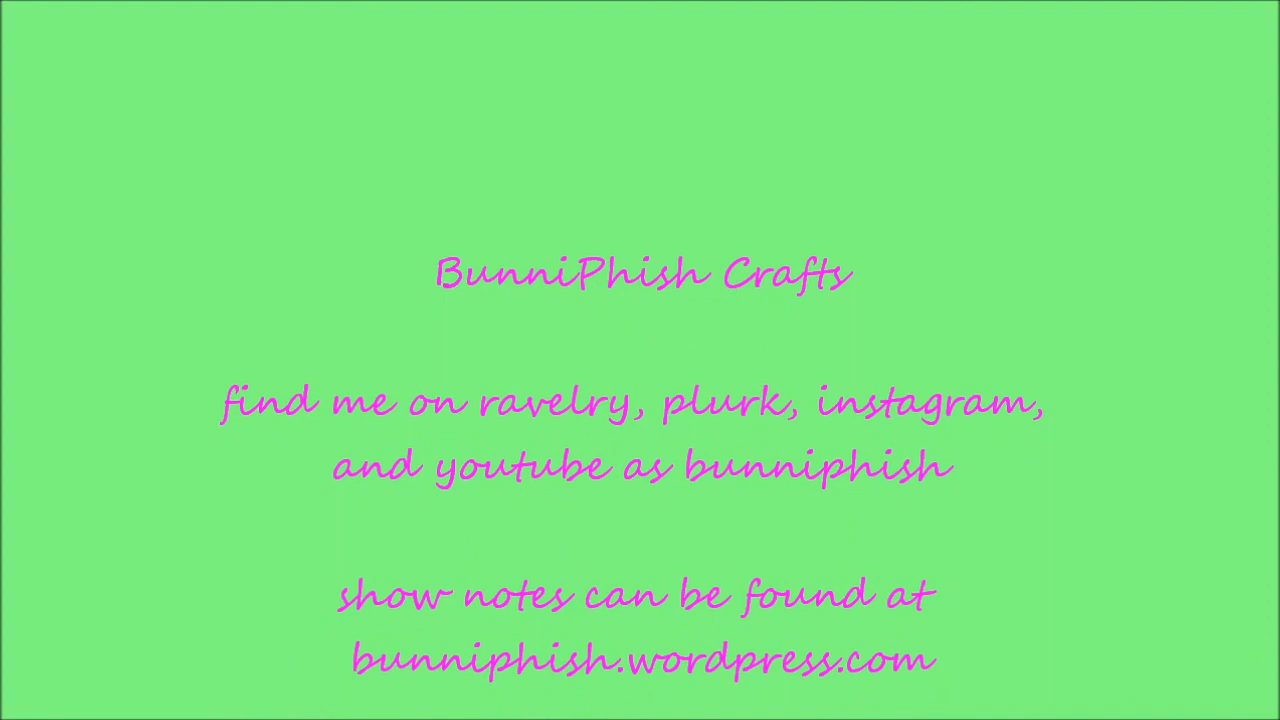 BunniPhish Crafts
find me on ravelry, plurk, instagram,
and youtube as bunniphish
show notes can be found at
bunniphish.wordpress.com